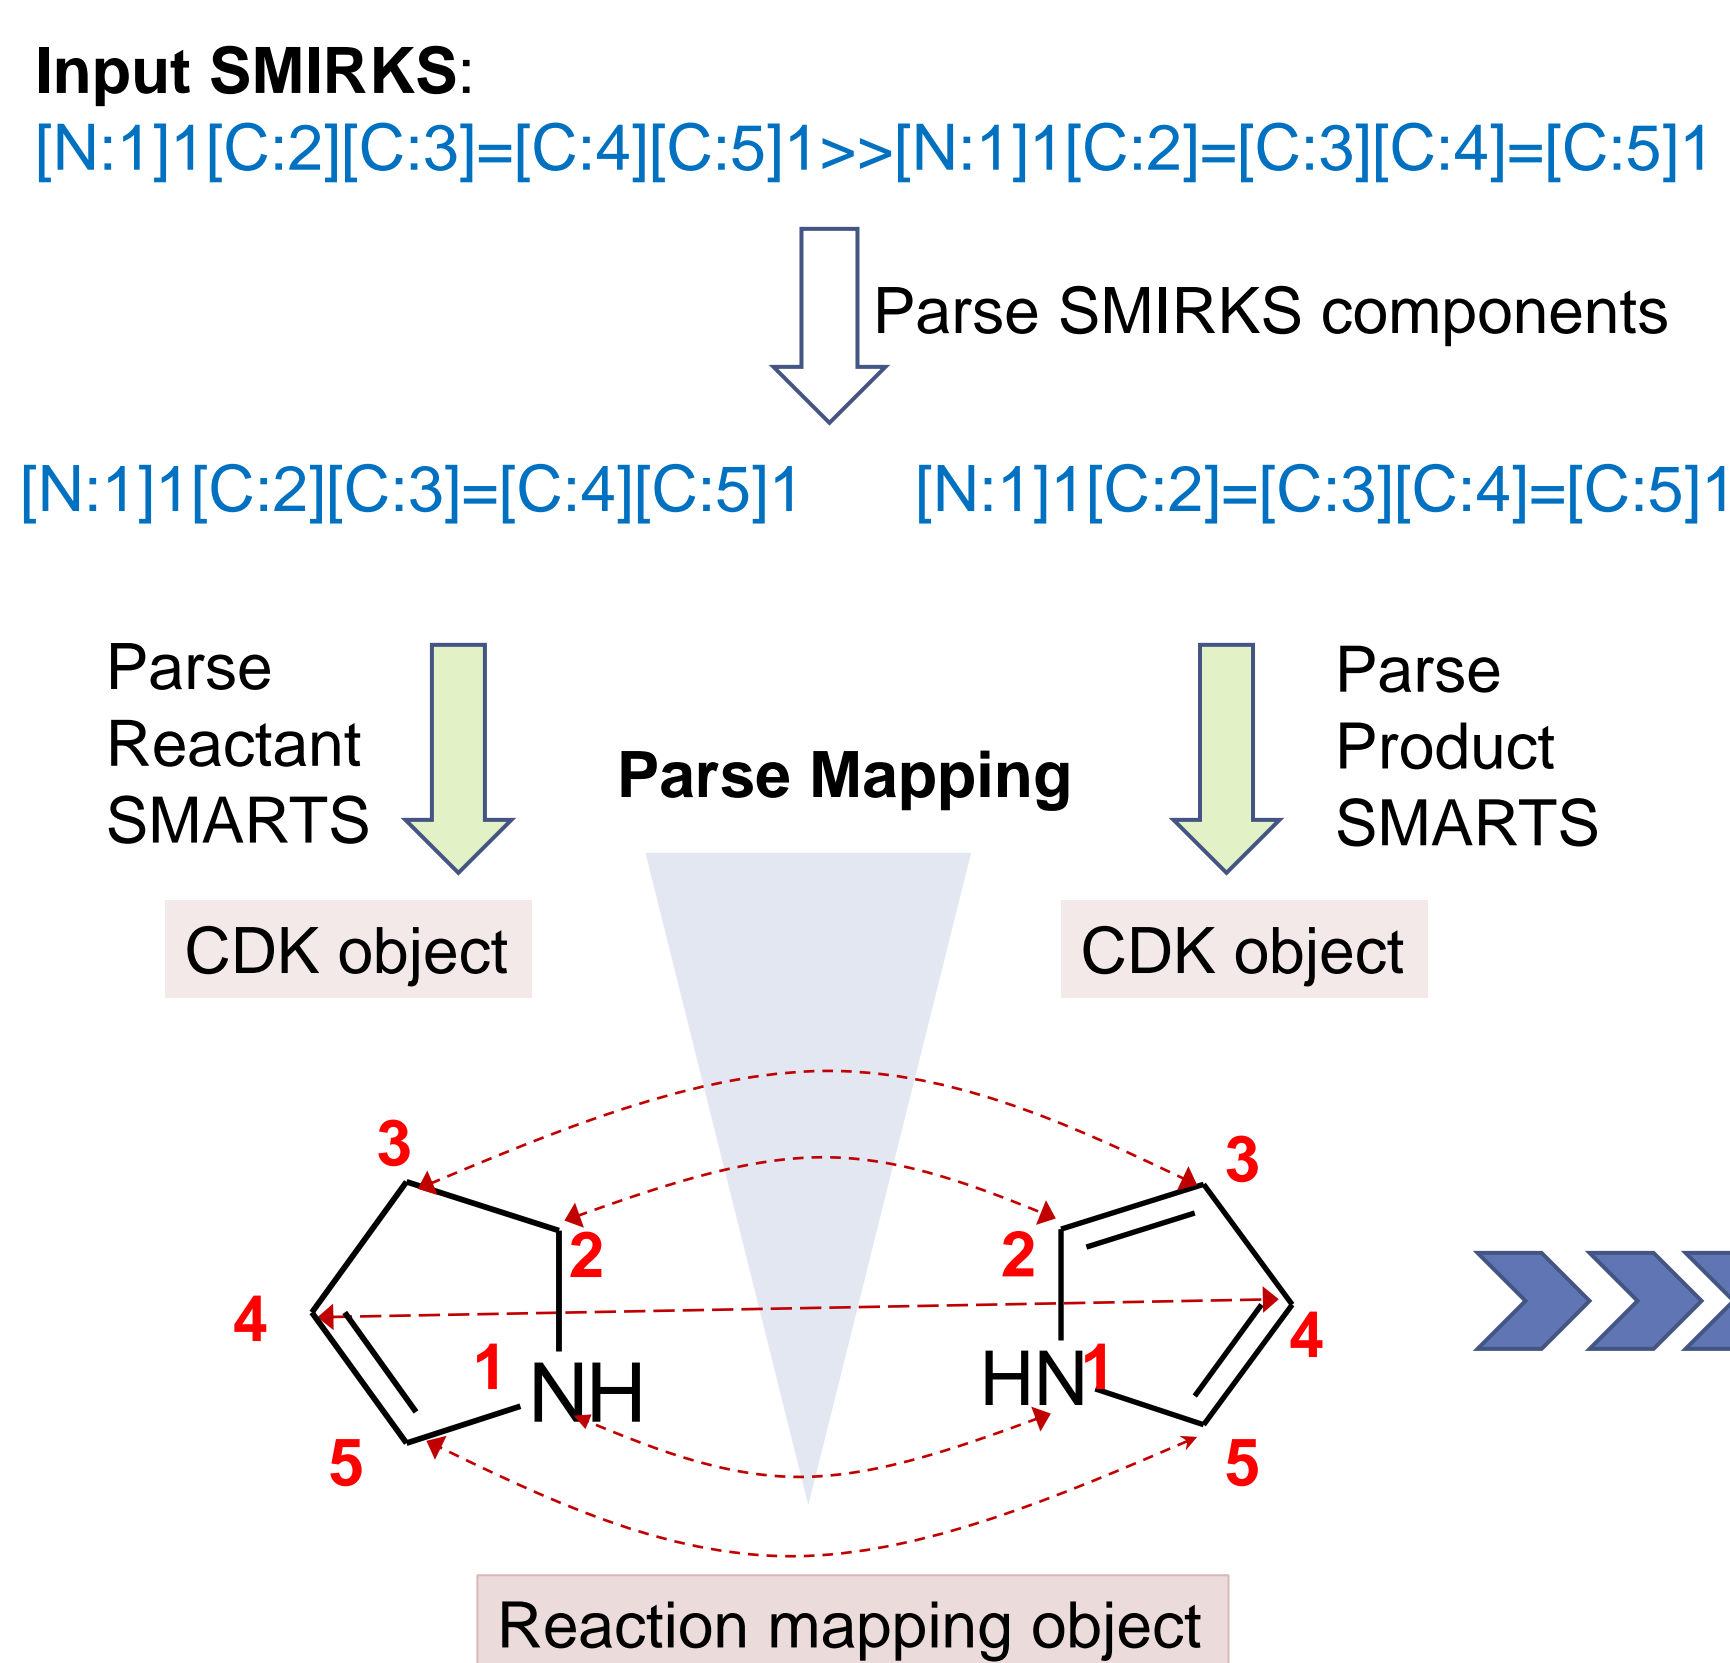 Input SMIRKS:
[N:1]1[C:2][C:3]=[C:4][C:5]1>>[N:1]1[C:2]=[C:3][C:4]=[C:5]1
Parse SMIRKS components
[N:1]1[C:2][C:3]=[C:4][C:5]1
[N:1]1[C:2]=[C:3][C:4]=[C:5]1
Parse
Reactant
SMARTS
Parse Mapping
Parse
Product
SMARTS
CDK object
CDK object
3
2
4
1
NH
5
3
2
4
HN
1
5
Reaction mapping object